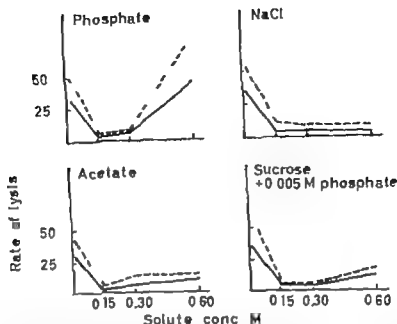 Phosphate
NaCl
50
25
Acetate
Sucrose
+0 005 M phosphate
50
25
0 15 0 30 0 60
0 15 0 30 0 60
Rate of lysis
Solute conc M